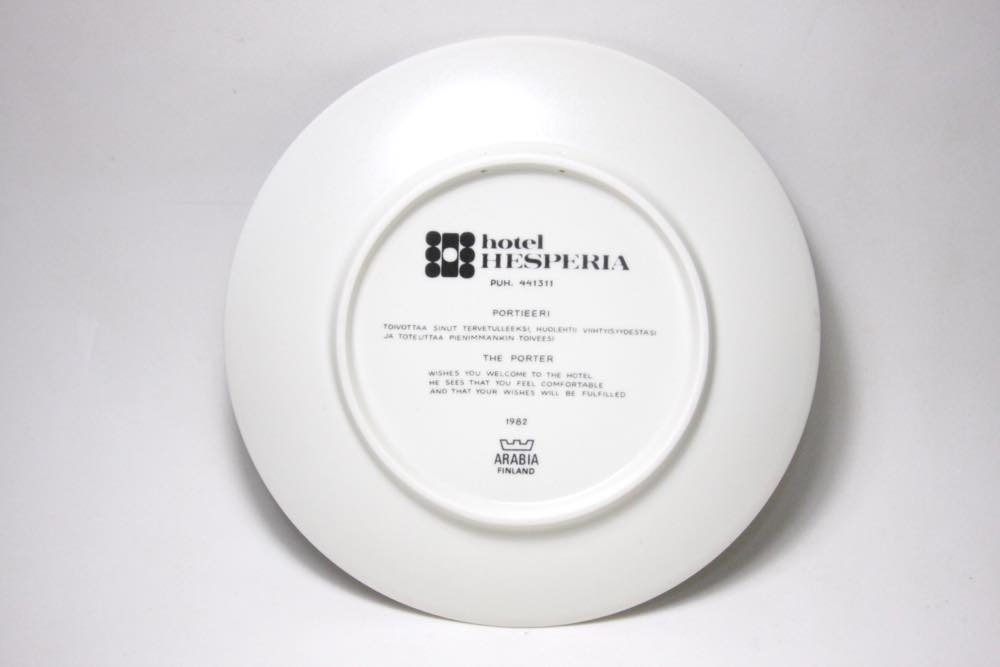 hotel
HESPERIA
PUH. 441311
PORTIEERI
TOIVOTTAA SINUT TERVETULLEEKSI, HUOLEHTII VIIHTYISYYDESTÄSI
JA TOTEUTTAA PIENIMMÄNKIN TOIVEESI
THE PORTER
WISHES YOU WELCOME TO THE HOTEL
HE SEES THAT YOU FEEL COMFORTABLE
AND THAT YOUR WISHES WILL BE FULFILLED
1982
ARABIA
FINLAND